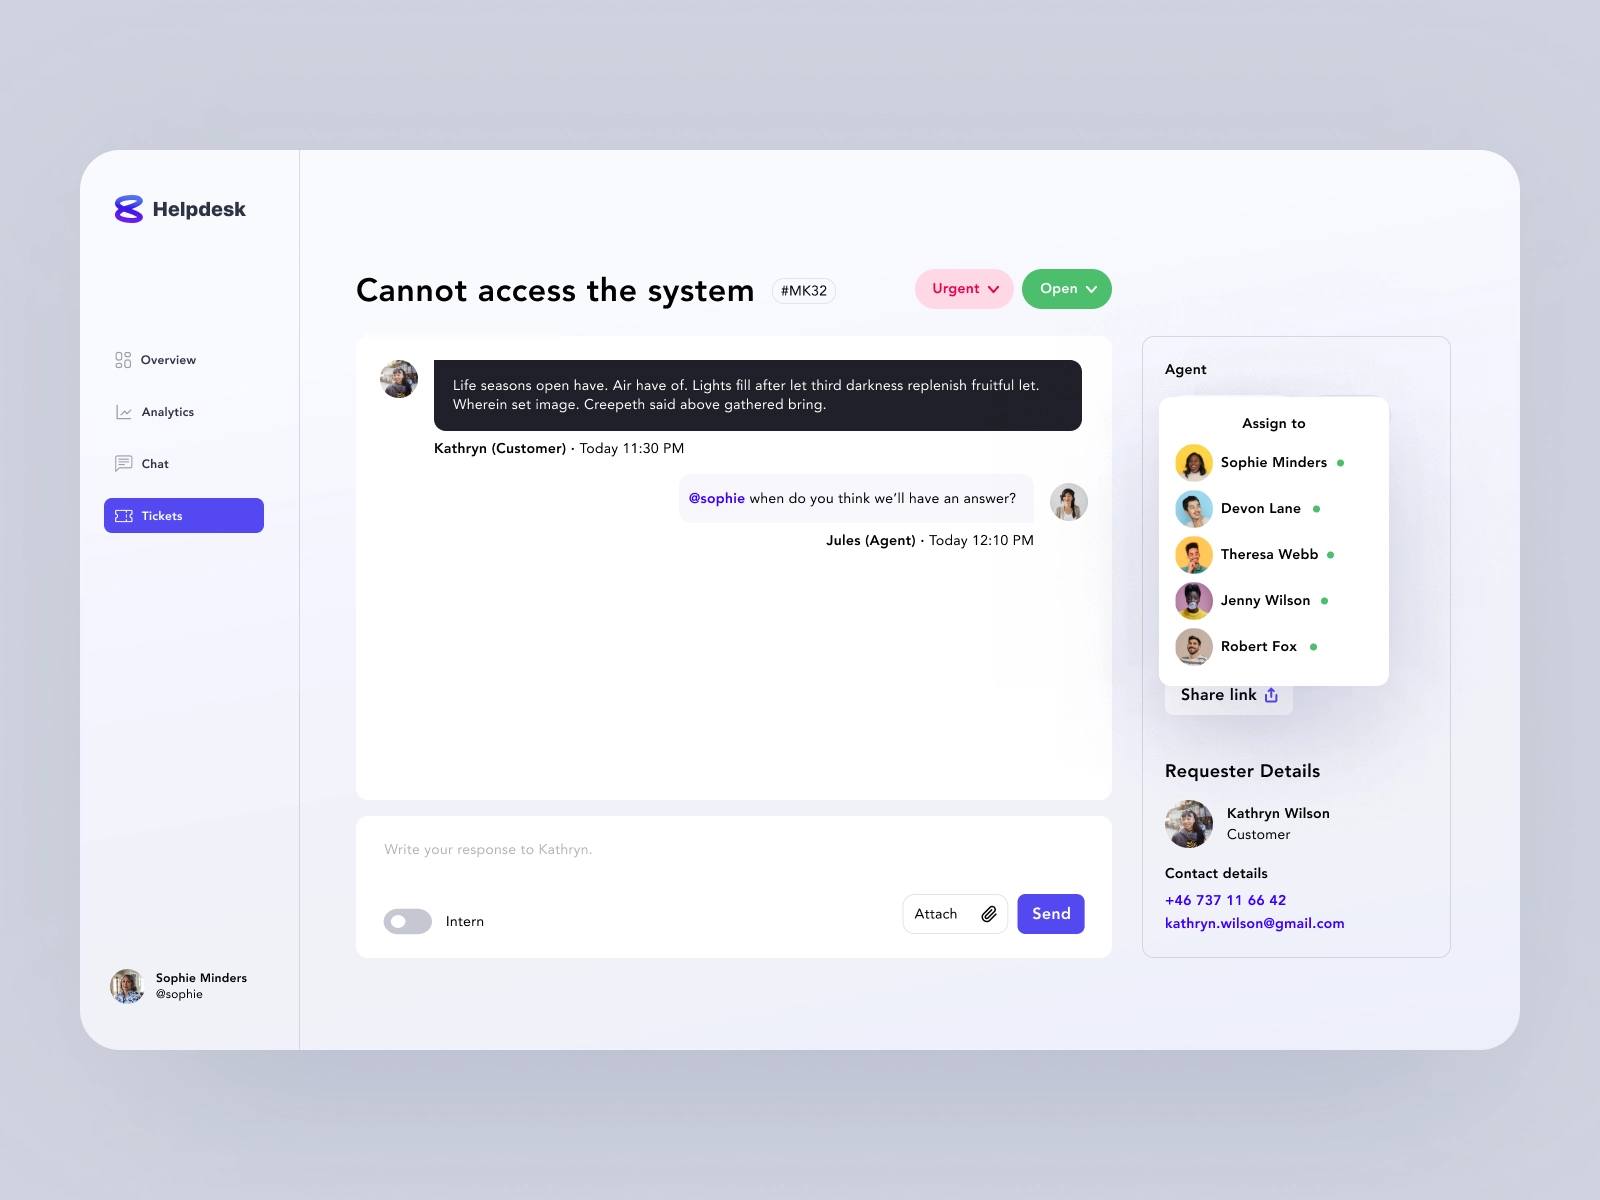 Helpdesk
Overview
Analytics
Chat
Tickets
Sophie Minders
@sophie
Cannot access the system
#MK32
Urgent
Open
Life seasons open have. Air have of. Lights fill after let third darkness replenish fruitful let.
Wherein set image. Creepeth said above gathered bring.
Kathryn (Customer) · Today 11:30 PM
@sophie when do you think we’ll have an answer?
Jules (Agent) · Today 12:10 PM
Write your response to Kathryn.
Intern
Attach
Send
Agent
Assign to
Sophie Minders
Devon Lane
Theresa Webb
Jenny Wilson
Robert Fox
Share link
Requester Details
Kathryn Wilson
Customer
Contact details
+46 737 11 66 42
kathryn.wilson@gmail.com